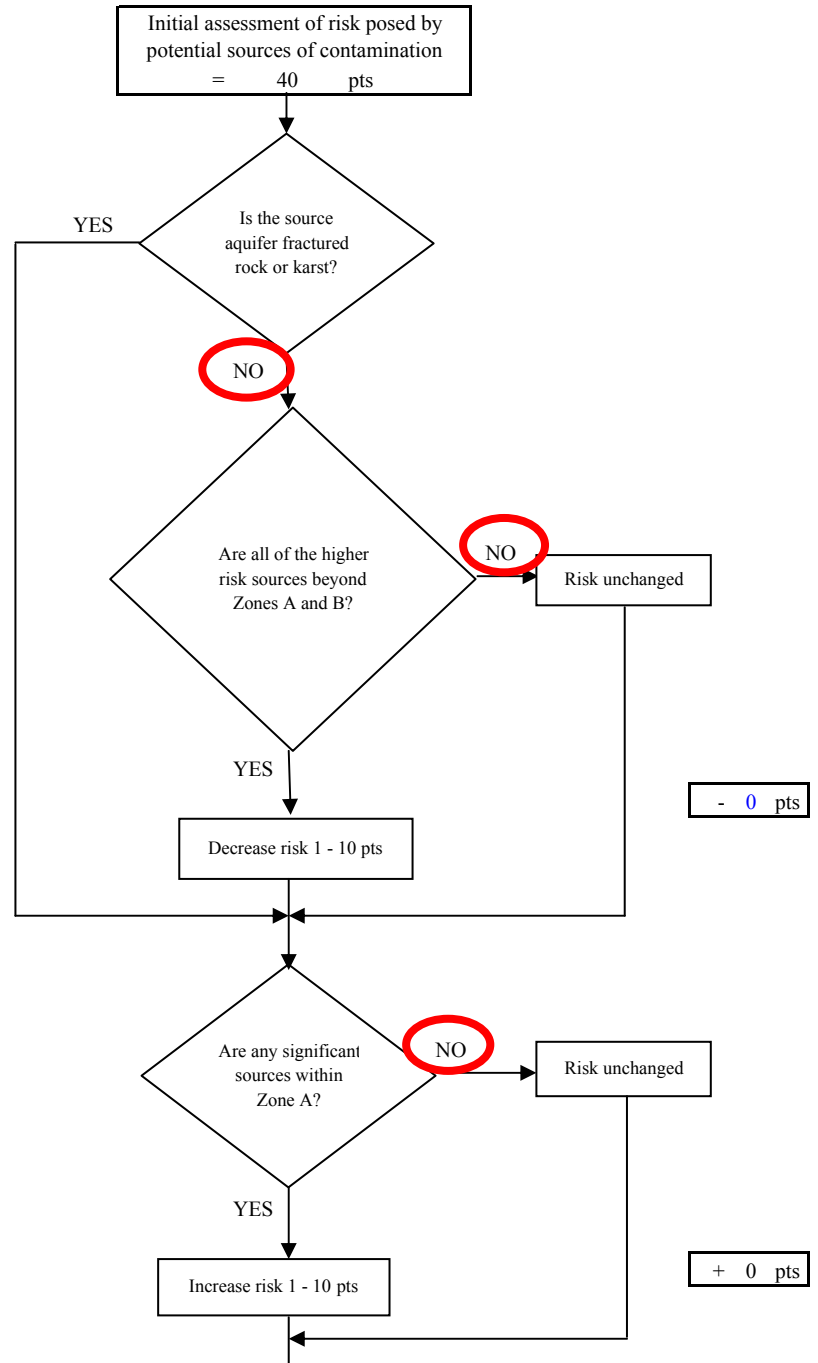 Initial assessment of risk posed by
potential sources of contamination
= 40 pts
YES
Is the source
aquifer fractured
rock or karst?
NO
Are all of the higher
risk sources beyond
Zones A and B?
NO
Risk unchanged
YES
- 0 pts
Decrease risk 1 - 10 pts
Are any significant
sources within
Zone A?
NO
Risk unchanged
YES
+ 0 pts
Increase risk 1 - 10 pts